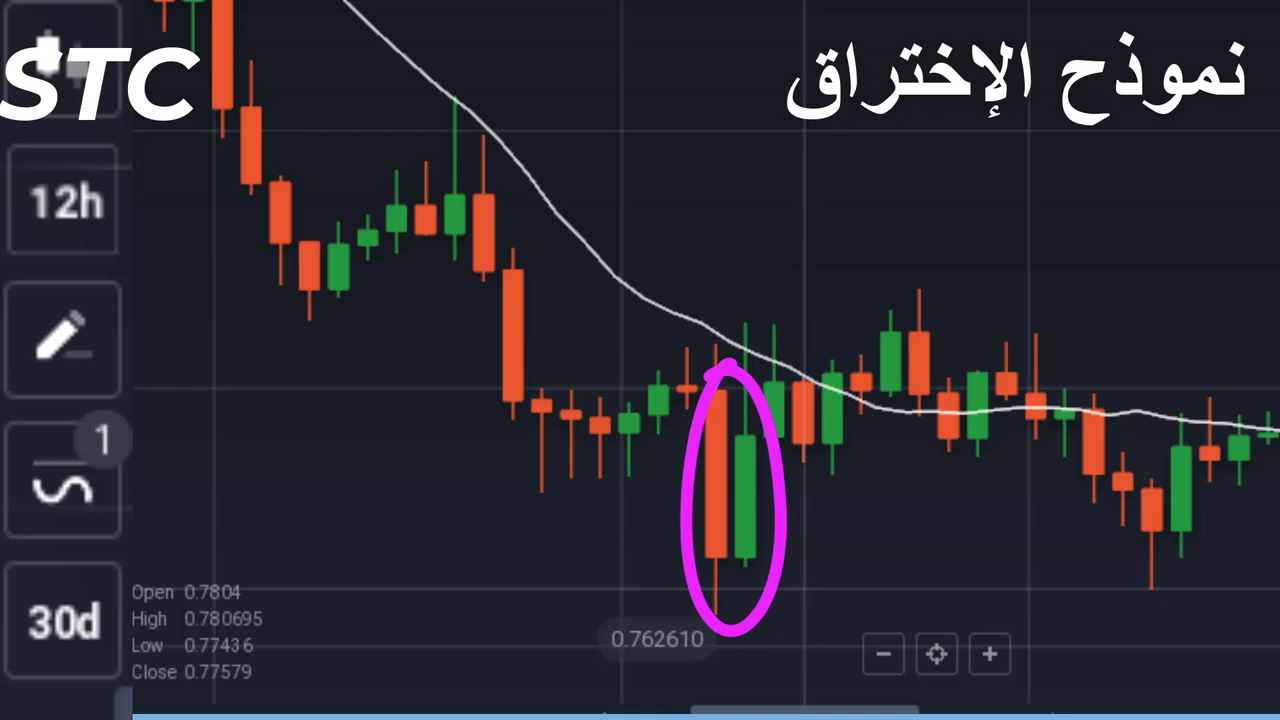 STC
نموذج الإختراق
12h
1
30d
Open 0.7804
High 0.780695
Low 0.77436
Close 0.77579
0.762610